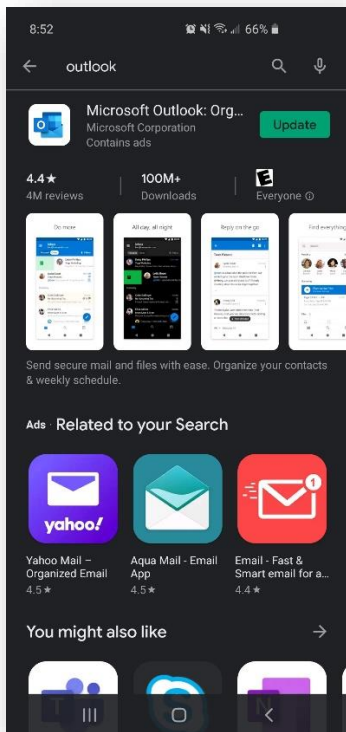 8:52
66%
outlook
Microsoft Outlook: Org...
Microsoft Corporation
Contains ads
Update
4.4★
4M reviews
100M+
Downloads
E
Everyone
Do more
All day, all night
Reply on the go
Find everything
Send secure mail and files with ease. Organize your contacts
& weekly schedule.
Ads · Related to your Search
yahoo!
1
Yahoo Mail –
Organized Email
4.5★
Aqua Mail - Email
App
4.5★
Email - Fast &
Smart email for a...
4.4★
You might also like